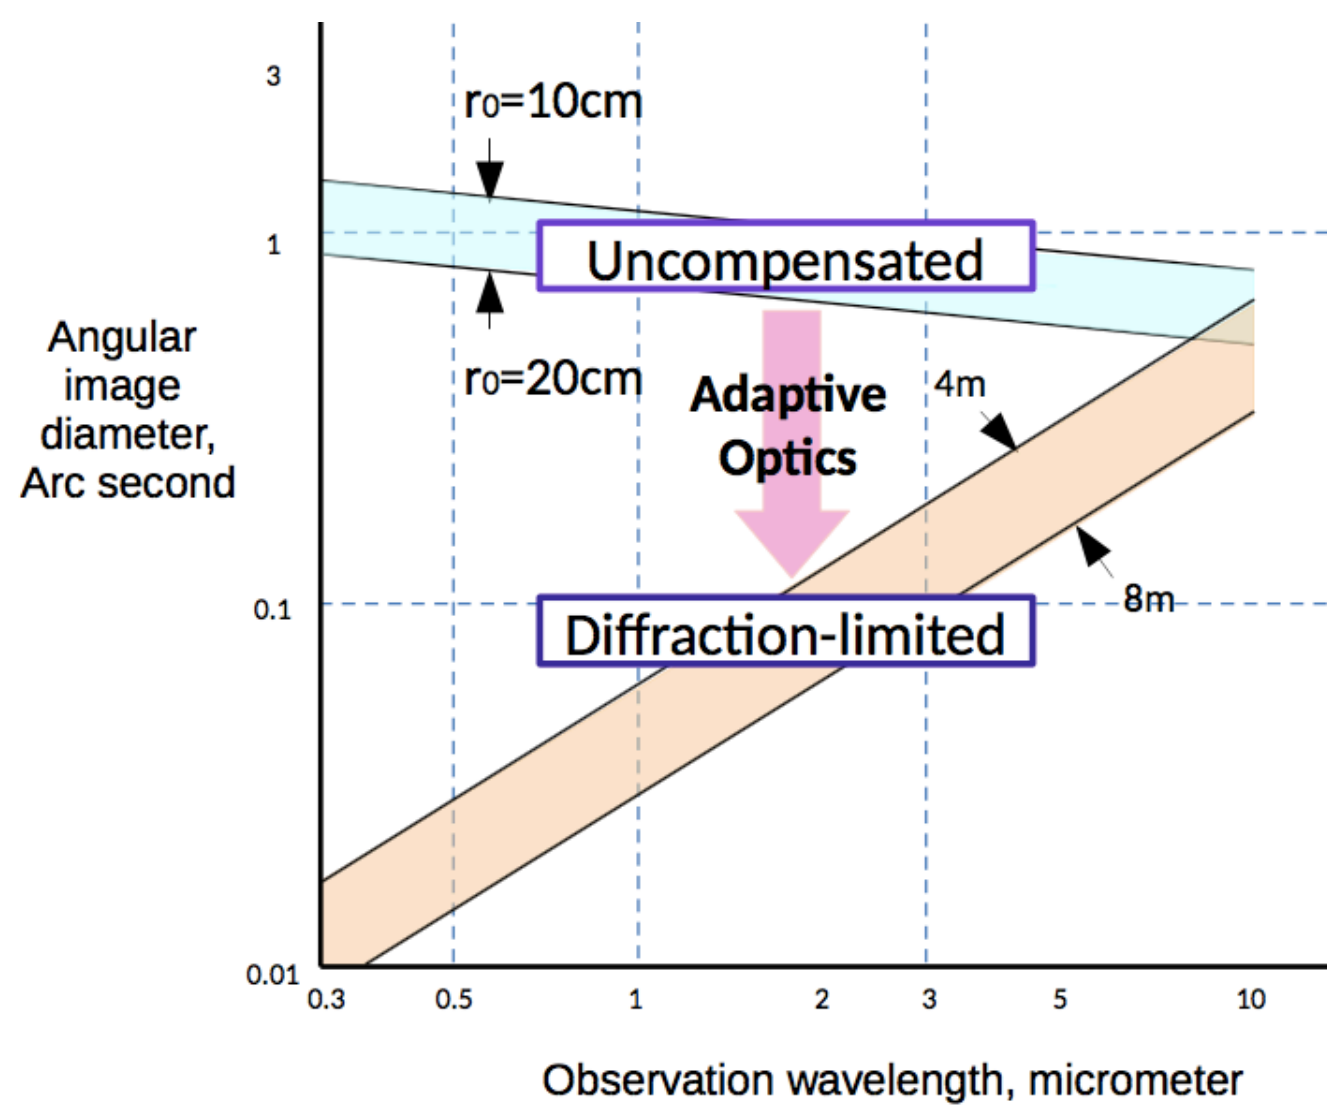 3
r0=10cm
1
Uncompensated
Angular
image
diameter,
Arc second
r0=20cm
Adaptive
Optics
4m
8m
0.1
Diffraction-limited
0.01
0.3 0.5 1 2 3 5 10
Observation wavelength, micrometer